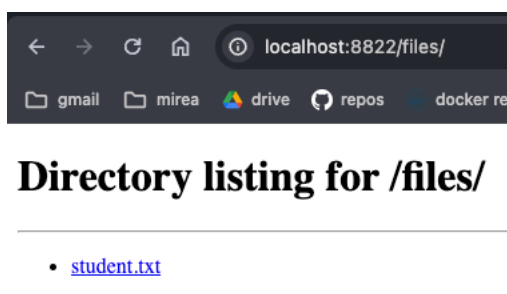 localhost:8822/files/
gmail mirea drive repos docker re
Directory listing for /files/
student.txt